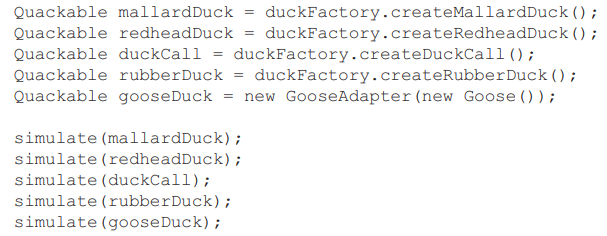 Quackable mallardDuck = duckFactory.createMallardDuck();
Quackable redheadDuck = duckFactory.createRedheadDuck();
Quackable duckCall = duckFactory.createDuckCall();
Quackable rubberDuck = duckFactory.createRubberDuck();
Quackable gooseDuck = new GooseAdapter(new Goose());
simulate(mallardDuck);
simulate(redheadDuck);
simulate(duckCall);
simulate(rubberDuck);
simulate(gooseDuck);